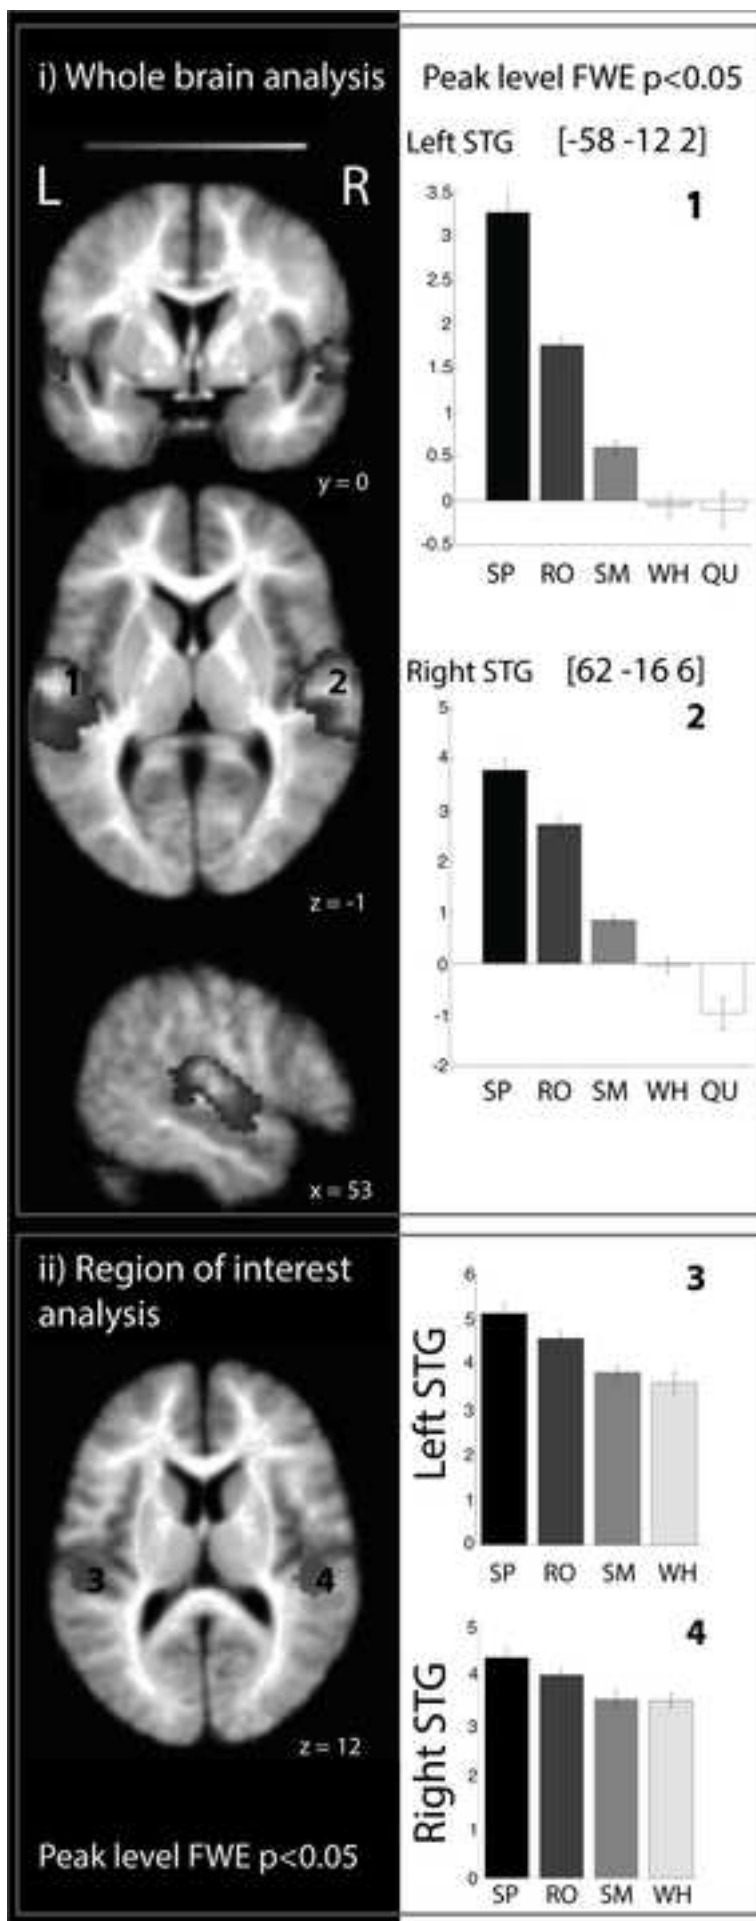 i) Whole brain analysis
Peak level FWE p<0.05
L
R
y = 0
1
2
z = -1
x = 53
Left STG [-58 -12 2]
1
3.5
3
2.5
2
1.5
1
0.5
0
-0.5
SP RO SM WH QU
Right STG [62 -16 6]
2
5
4
3
2
1
0
-1
-2
SP RO SM WH QU
ii) Region of interest
analysis
3
4
z = 12
Peak level FWE p<0.05
3
Left STG
6
5
4
3
2
1
0
SP RO SM WH
4
Right STG
5
4
3
2
1
0
SP RO SM WH